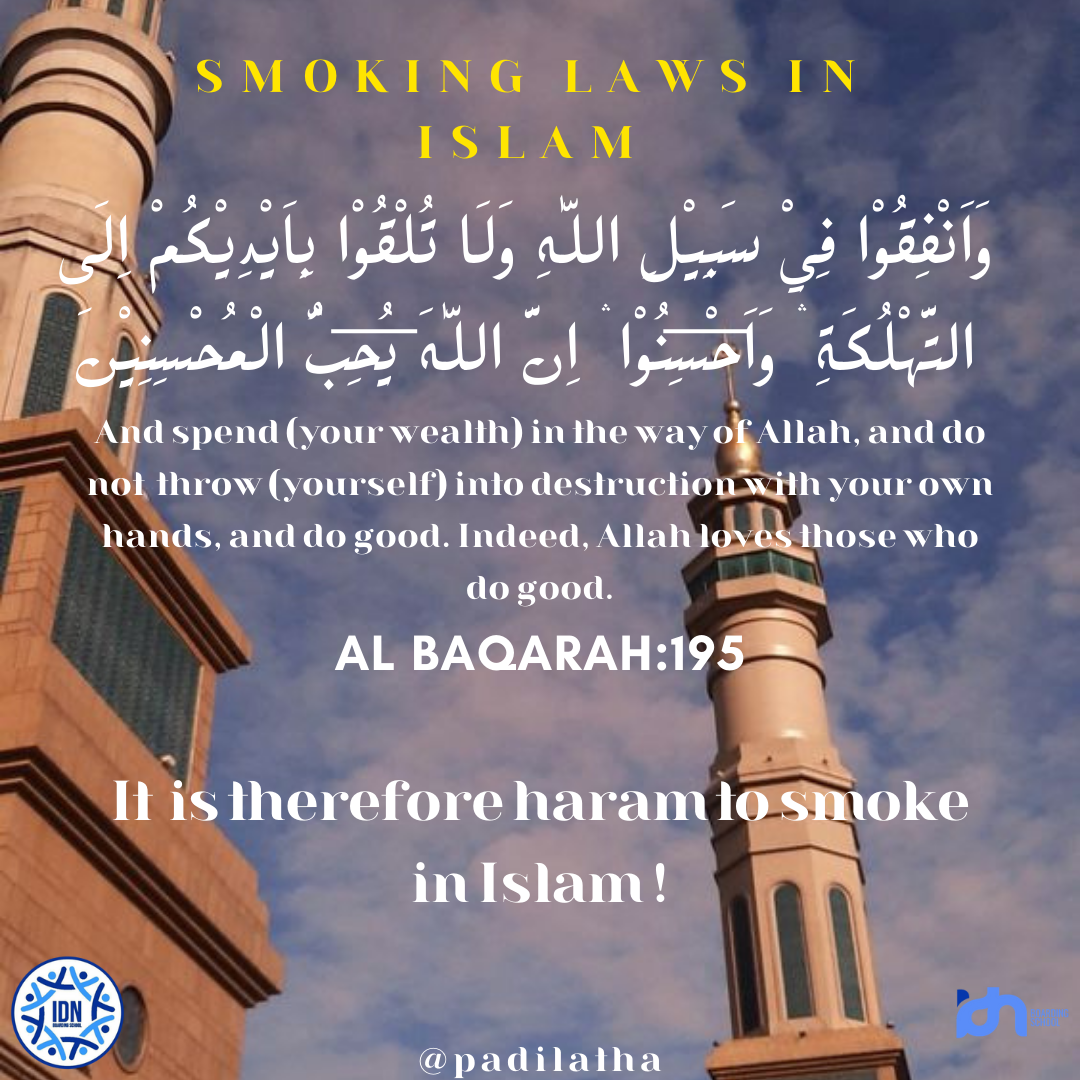 SMOKING LAWS IN
ISLAM
وَاَنْفِقُوْا فِيْ سَبِيْلِ اللّٰهِ وَلَا تُلْقُوْا بِاَيْدِيْكُمْ اِلَى
التَّهْلُكَةِ ۛ وَاَحْسِنُوْا ۛ اِنَّ اللّٰهَ يُحِبُّ الْمُحْسِنِيْنَ
And spend (your wealth) in the way of Allah, and do
not throw (yourself) into destruction with your own
hands, and do good. Indeed, Allah loves those who
do good.
AL BAQARAH:195
It is therefore haram to smoke
in Islam !
IDN
BOARDING SCHOOL
@padilatha